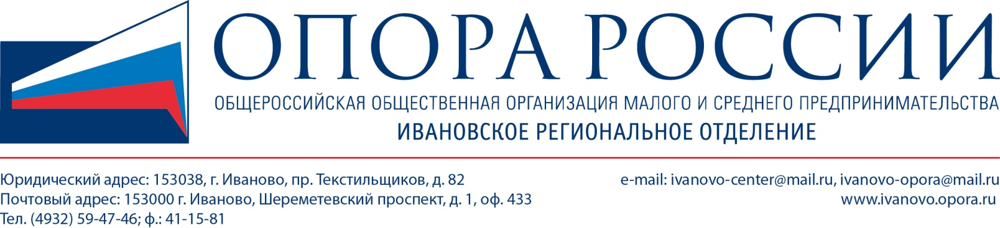 ОПОРА РОССИИ
ОБЩЕРОССИЙСКАЯ ОБЩЕСТВЕННАЯ ОРГАНИЗАЦИЯ МАЛОГО И СРЕДНЕГО ПРЕДПРИНИМАТЕЛЬСТВА
ИВАНОВСКОЕ РЕГИОНАЛЬНОЕ ОТДЕЛЕНИЕ
Юридический адрес: 153038, г. Иваново, пр. Текстильщиков, д. 82
Почтовый адрес: 153000 г. Иваново, Шереметевский проспект, д. 1, оф. 433
Тел. (4932) 59-47-46; ф.: 41-15-81
e-mail: ivanovo-center@mail.ru, ivanovo-opora@mail.ru
www.ivanovo.opora.ru